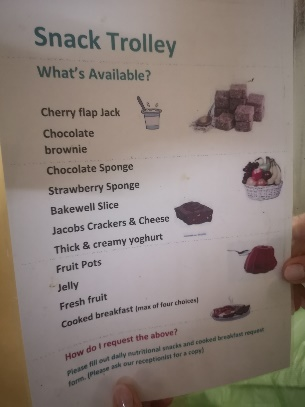 Snack Trolley
What's Available?
Cherry flap Jack
Chocolate
brownie
Chocolate Sponge
Strawberry Sponge
Bakewell Slice
Jacobs Crackers & Cheese
Thick & creamy yoghurt
Fruit Pots
Jelly
Fresh fruit
Cooked breakfast (max of four choices)
How do I request the above?
Please fill out daily nutritional snacks and cooked breakfast request
form. (Please ask our receptionist for a copy)